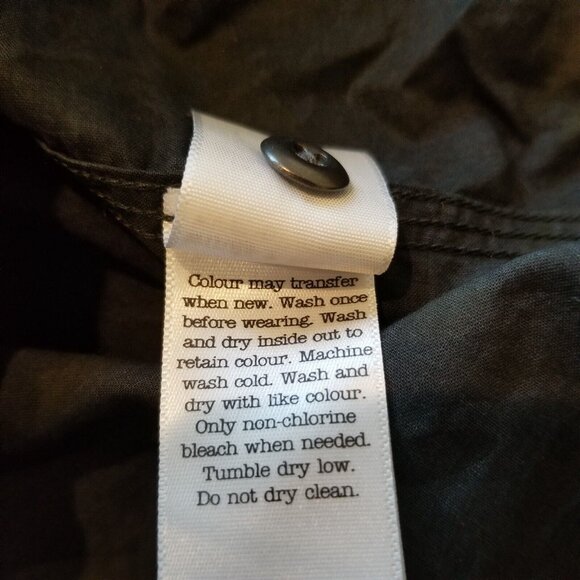 Colour may transfer
when new. Wash once
before wearing. Wash
and dry inside out to
retain colour. Machine
wash cold. Wash and
dry with like colour.
Only non-chlorine
bleach when needed.
Tumble dry low.
Do not dry clean.